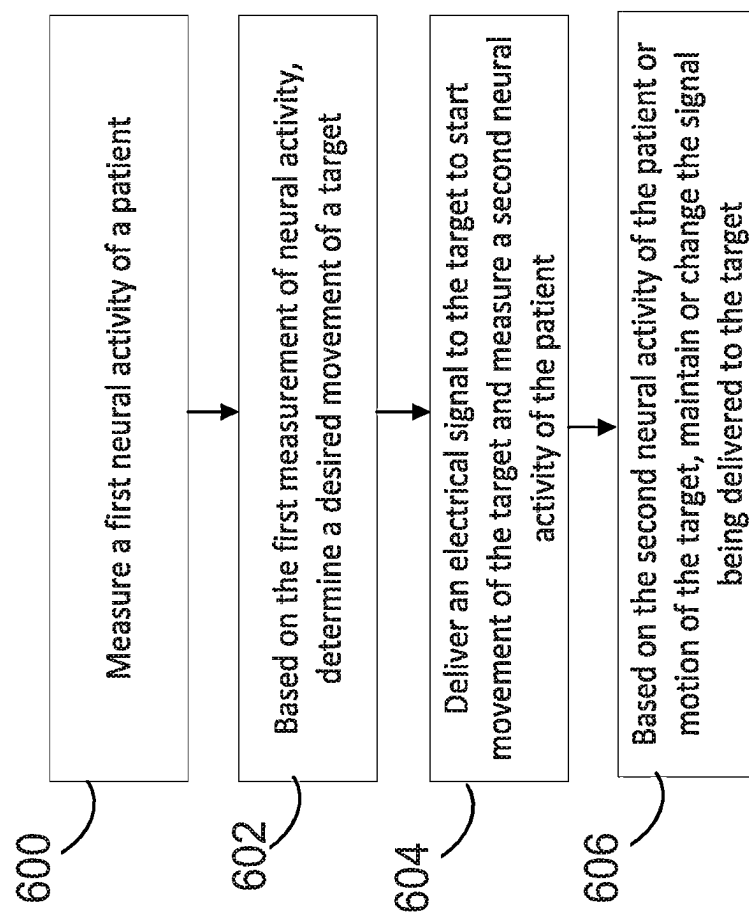 600
Measure a first neural activity of a patient
602
Based on the first measurement of neural activity,
determine a desired movement of a target
604
Deliver an electrical signal to the target to start
movement of the target and measure a second neural
activity of the patient
606
Based on the second neural activity of the patient or
motion of the target, maintain or change the signal
being delivered to the target